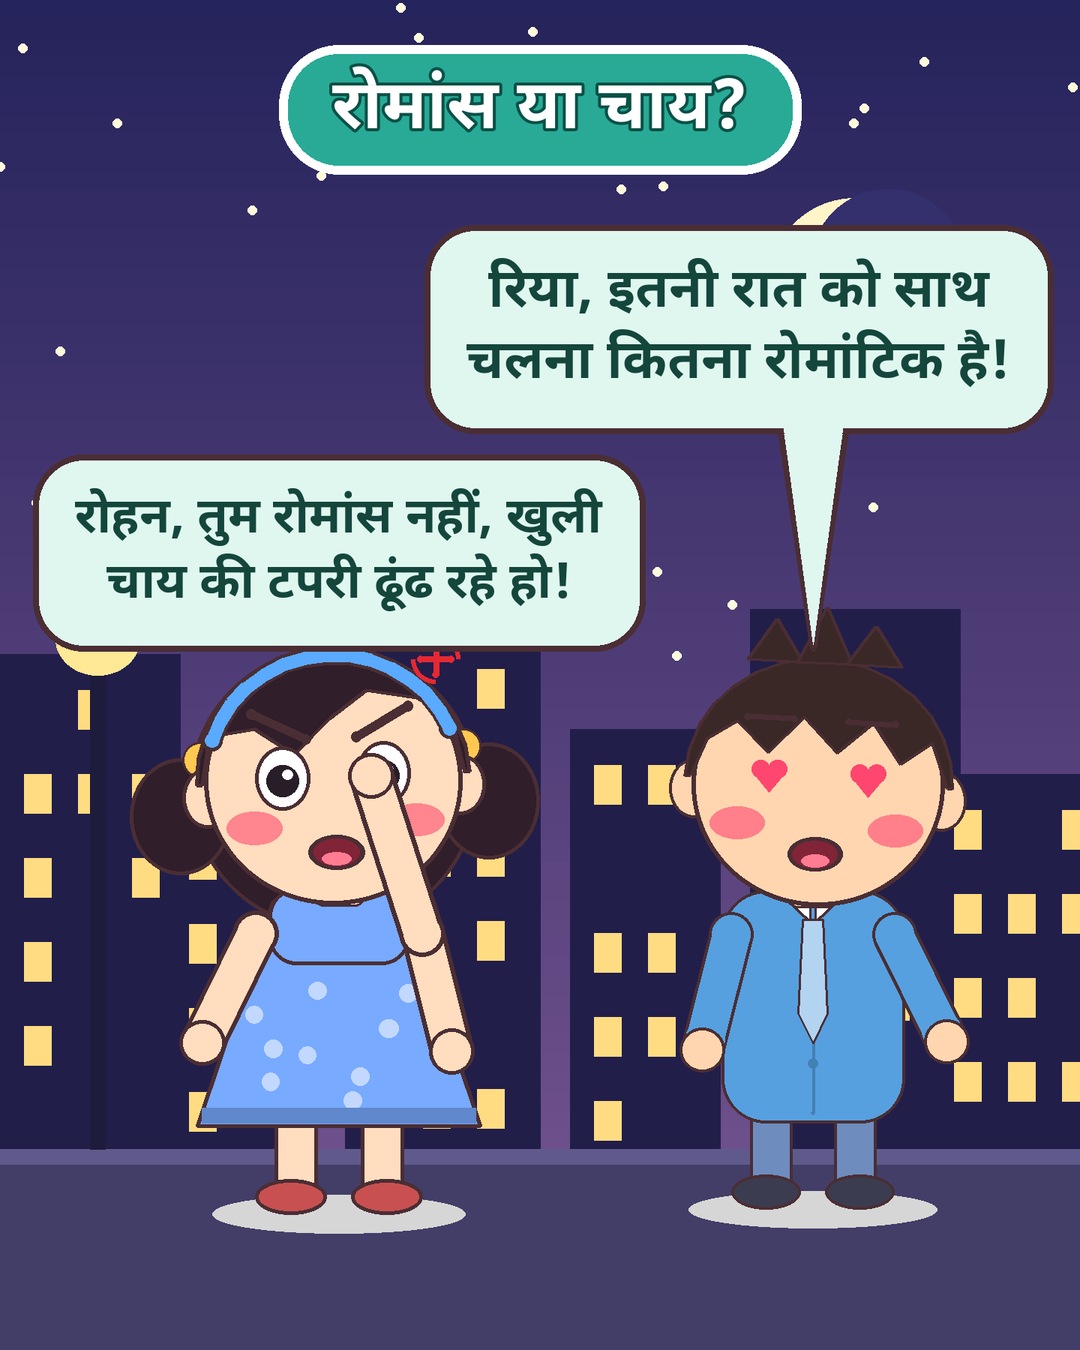 रोमांस या चाय?
रिया, इतनी रात को साथ
चलना कितना रोमांटिक है!
रोहन, तुम रोमांस नहीं, खुली
चाय की टपरी ढूंढ रहे हो!